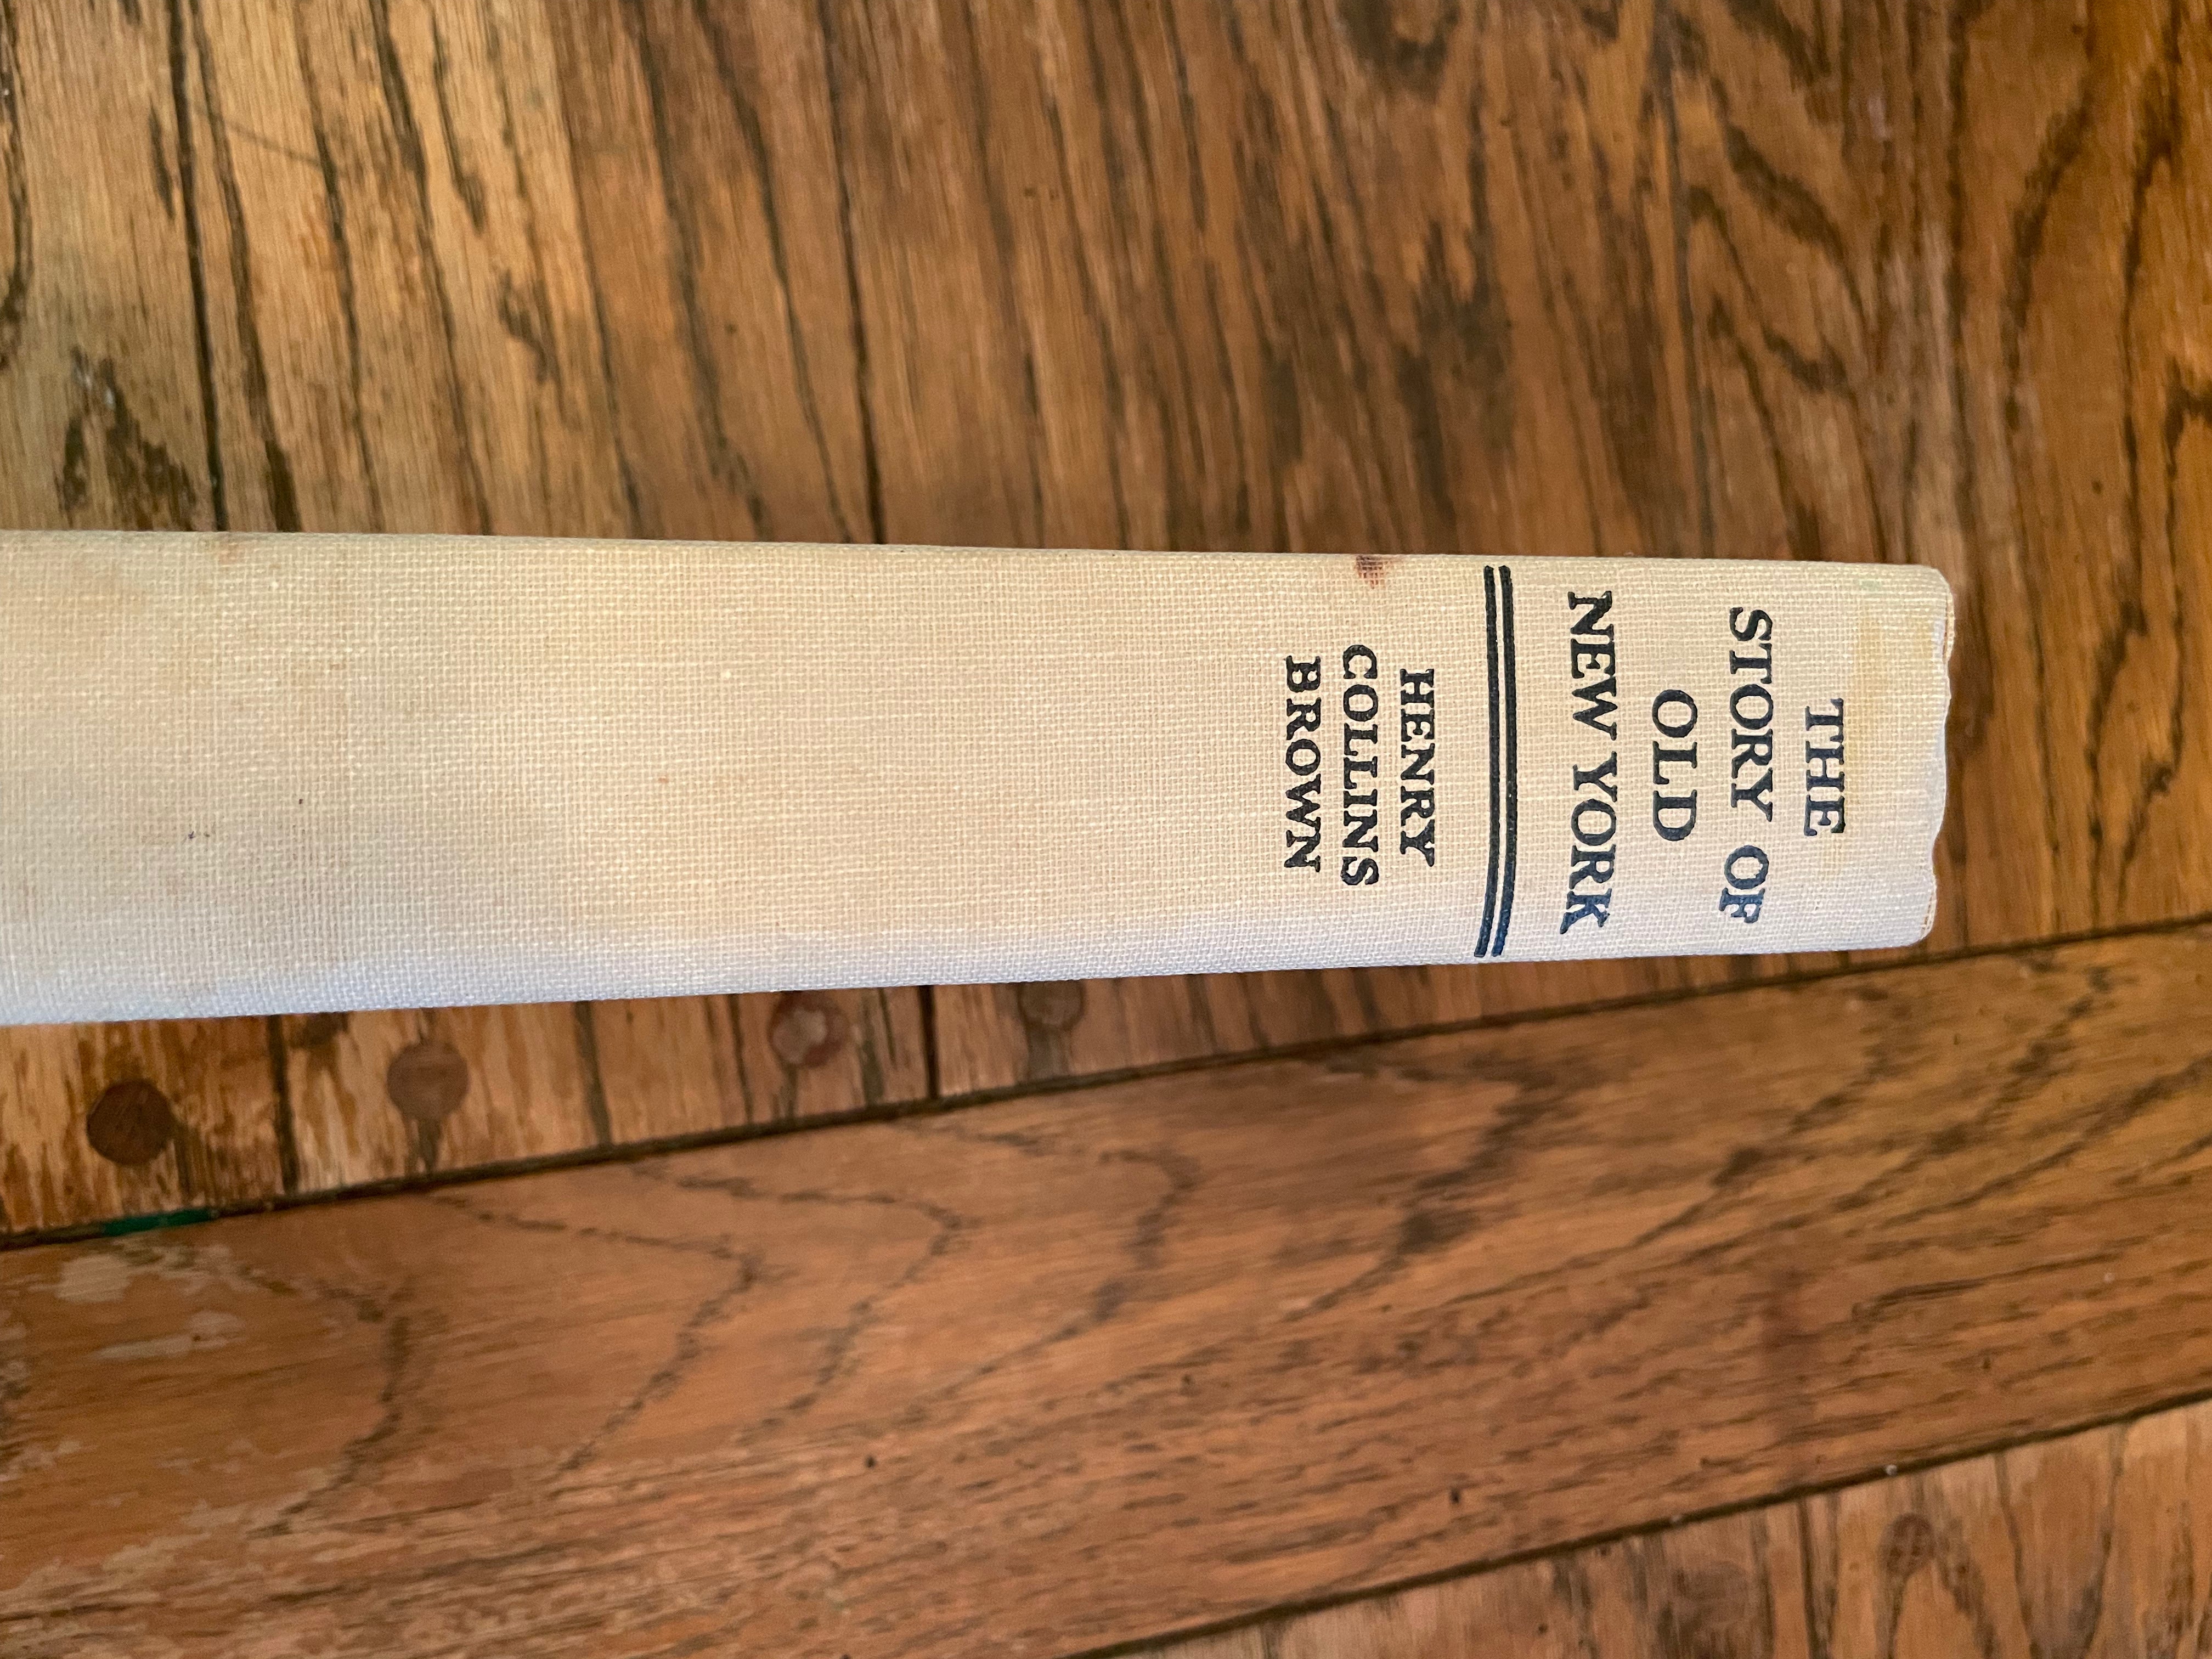 THE
STORY OF
OLD
NEW YORK
HENRY
COLLINS
BROWN